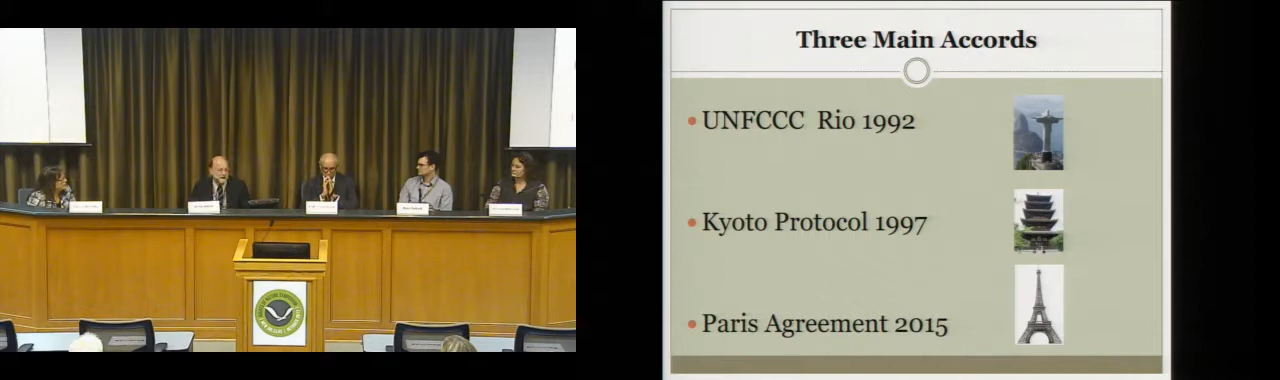 Three Main Accords
UNFCCC Rio 1992
Kyoto Protocol 1997
Paris Agreement 2015